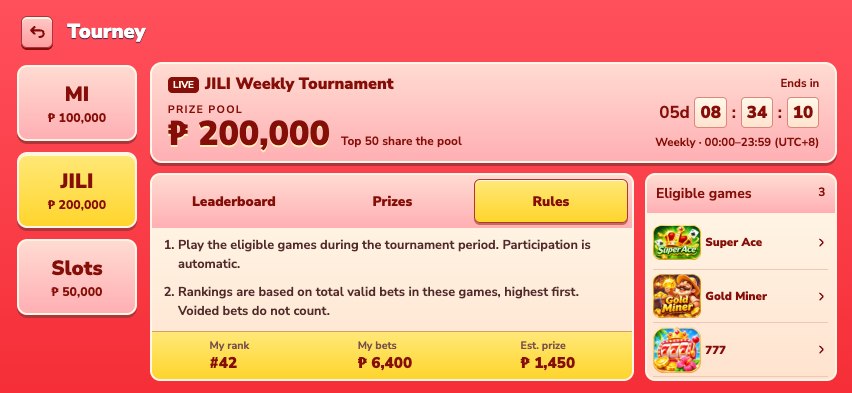 Tourney
MI
₱ 100,000
JILI
₱ 200,000
Slots
₱ 50,000
LIVE JILI Weekly Tournament
PRIZE POOL
₱ 200,000 Top 50 share the pool
Ends in
05d 08 : 34 : 10
Weekly · 00:00–23:59 (UTC+8)
Leaderboard Prizes Rules
1. Play the eligible games during the tournament period. Participation is
automatic.
2. Rankings are based on total valid bets in these games, highest first.
Voided bets do not count.
My rank My bets Est. prize
#42 ₱ 6,400 ₱ 1,450
Eligible games 3
Super Ace
Super Ace
Gold
Miner
Gold Miner
777
777